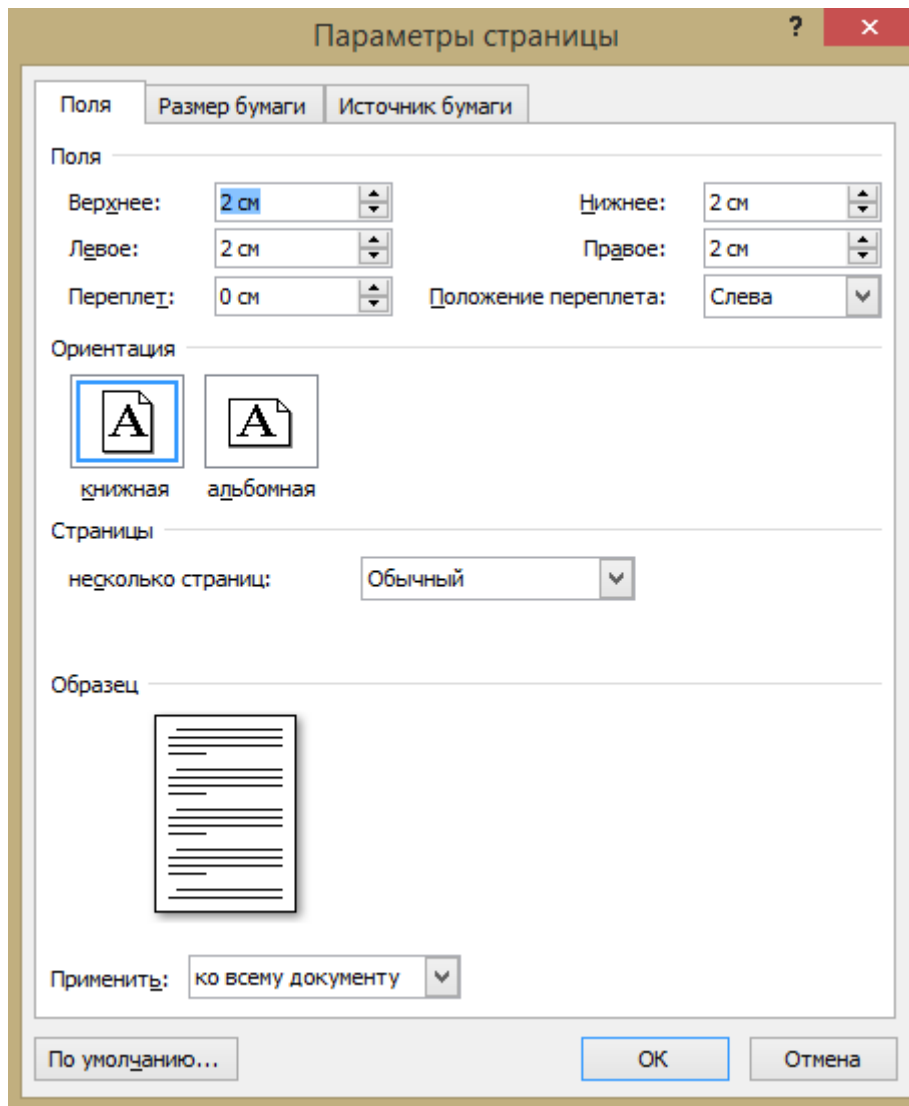 Параметры страницы ?
Поля Размер бумаги Источник бумаги
Поля
Верхнее: 2 см Нижнее: 2 см
Левое: 2 см Правое: 2 см
Переплет: 0 см Положение переплета: Слева
Ориентация
A A
книжная альбомная
Страницы
несколько страниц: Обычный
Образец
Применить: ко всему документу
По умолчанию... ОК Отмена